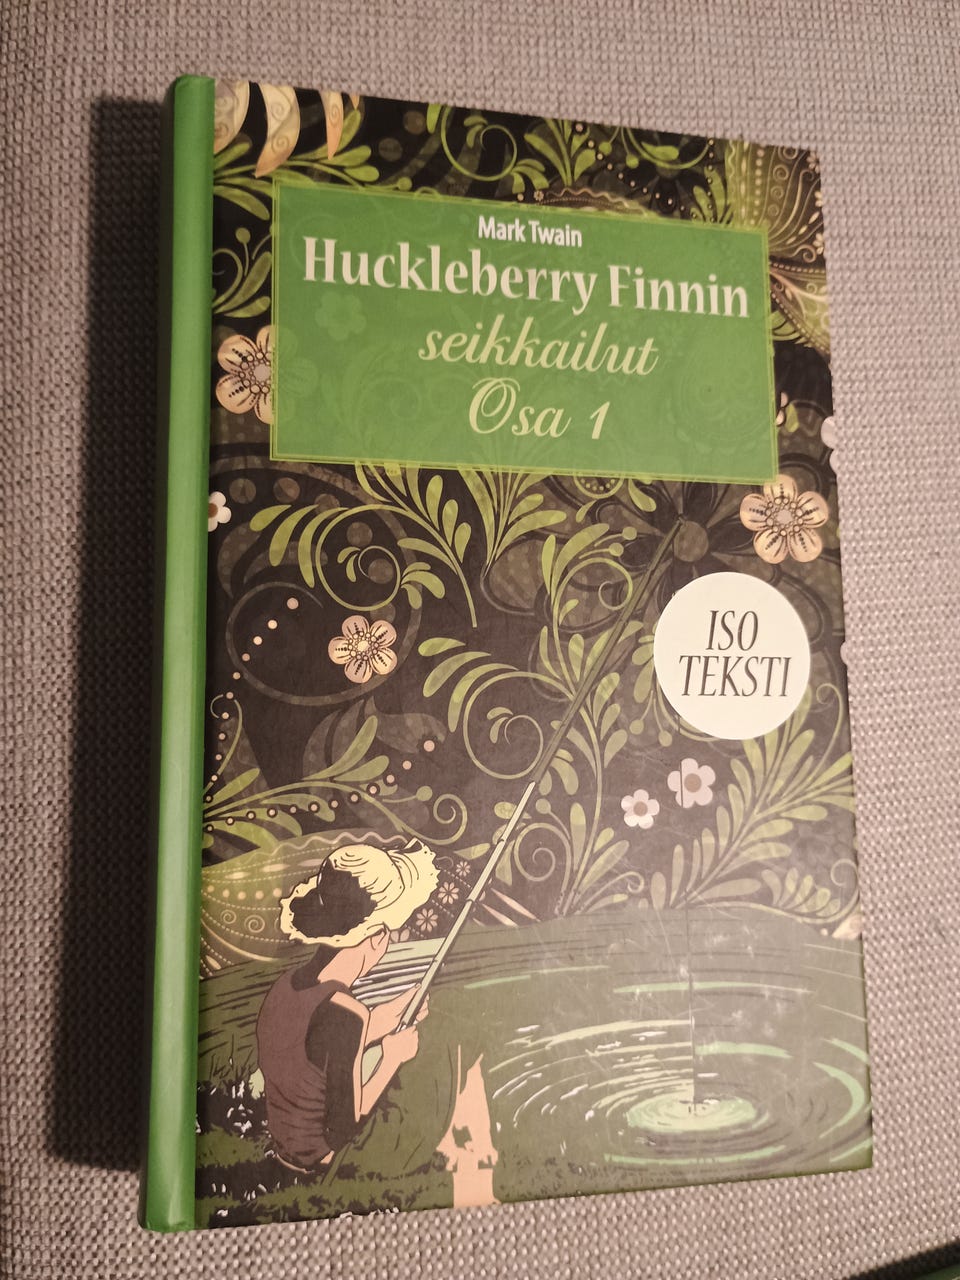 Mark Twain
Huckleberry Finnin
seikkailut
Osa 1
ISO
TEKSTI